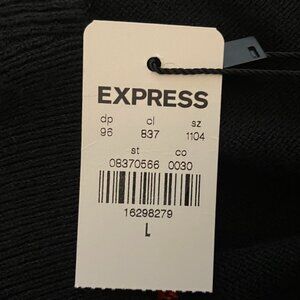 EXPRESS
dp cl sz
96 837 1104
st co
08370566 0030
16298279
L